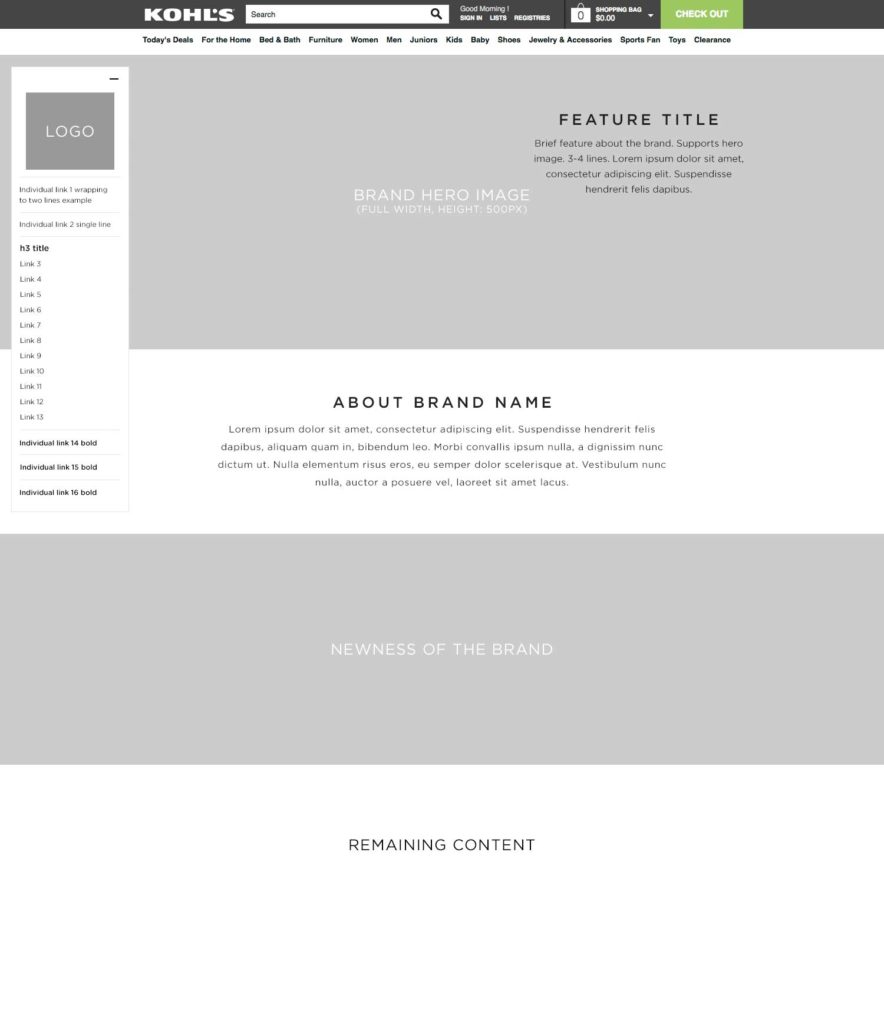 KOHL'S
Search
Good Morning !
SIGN IN LISTS REGISTRIES
0
SHOPPING BAG
$0.00
CHECK OUT
Today's Deals For the Home Bed & Bath Furniture Women Men Juniors Kids Baby Shoes Jewelry & Accessories Sports Fan Toys Clearance
LOGO
Individual link 1 wrapping
to two lines example
Individual link 2 single line
h3 title
Link 3
Link 4
Link 5
Link 6
Link 7
Link 8
Link 9
Link 10
Link 11
Link 12
Link 13
Individual link 14 bold
Individual link 15 bold
Individual link 16 bold
FEATURE TITLE
Brief feature about the brand. Supports hero
image. 3-4 lines. Lorem ipsum dolor sit amet,
consectetur adipiscing elit. Suspendisse
hendrerit felis dapibus.
BRAND HERO IMAGE
(FULL WIDTH, HEIGHT: 500PX)
ABOUT BRAND NAME
Lorem ipsum dolor sit amet, consectetur adipiscing elit. Suspendisse hendrerit felis
dapibus, aliquam quam in, bibendum leo. Morbi convallis ipsum nulla, a dignissim nunc
dictum ut. Nulla elementum risus eros, eu semper dolor scelerisque at. Vestibulum nunc
nulla, auctor a posuere vel, laoreet sit amet lacus.
NEWNESS OF THE BRAND
REMAINING CONTENT